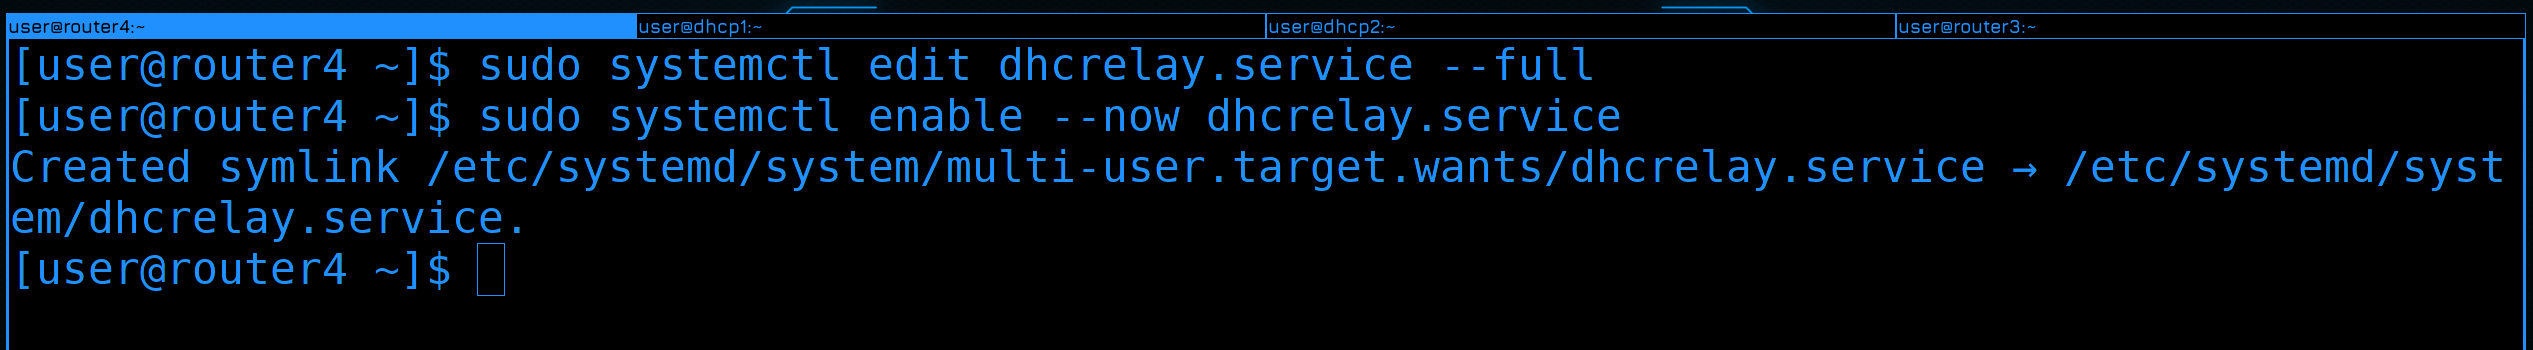 user@router4:~
user@dhcp1:~
user@dhcp2:~
user@router3:~
[user@router4 ~]$ sudo systemctl edit dhcrelay.service --full
[user@router4 ~]$ sudo systemctl enable --now dhcrelay.service
Created symlink /etc/systemd/system/multi-user.target.wants/dhcrelay.service → /etc/systemd/syst
em/dhcrelay.service.
[user@router4 ~]$